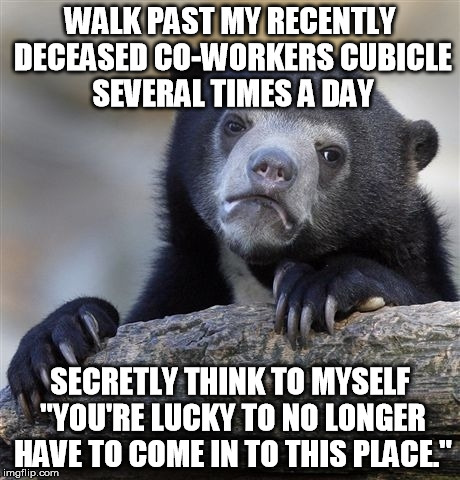 WALK PAST MY RECENTLY
DECEASED CO-WORKERS CUBICLE
SEVERAL TIMES A DAY
SECRETLY THINK TO MYSELF
"YOU'RE LUCKY TO NO LONGER
HAVE TO COME IN TO THIS PLACE."
imgflip.com